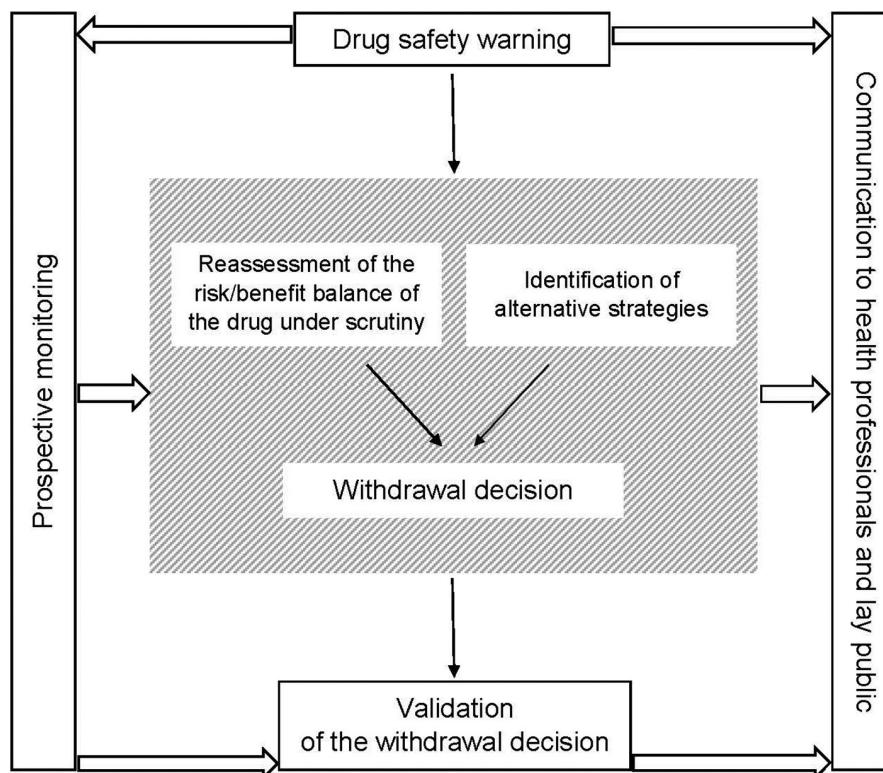 Drug safety warning
Prospective monitoring
Communication to health professionals and lay public
Reassessment of the
risk/benefit balance of
the drug under scrutiny
Identification of
alternative strategies
Withdrawal decision
Validation
of the withdrawal decision